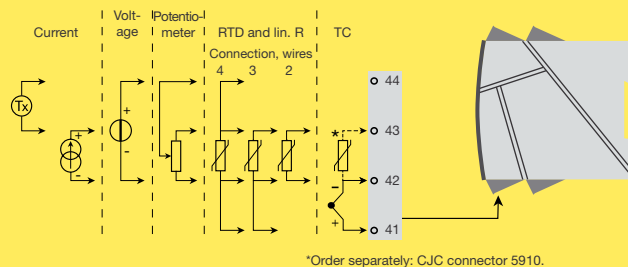 Current
Volt-
age
Potentio-
meter
RTD and lin. R
Connection, wires
4 3 2
TC
Tx
+
-
+
-
*
–
+
44
43
42
41
*Order separately: CJC connector 5910.